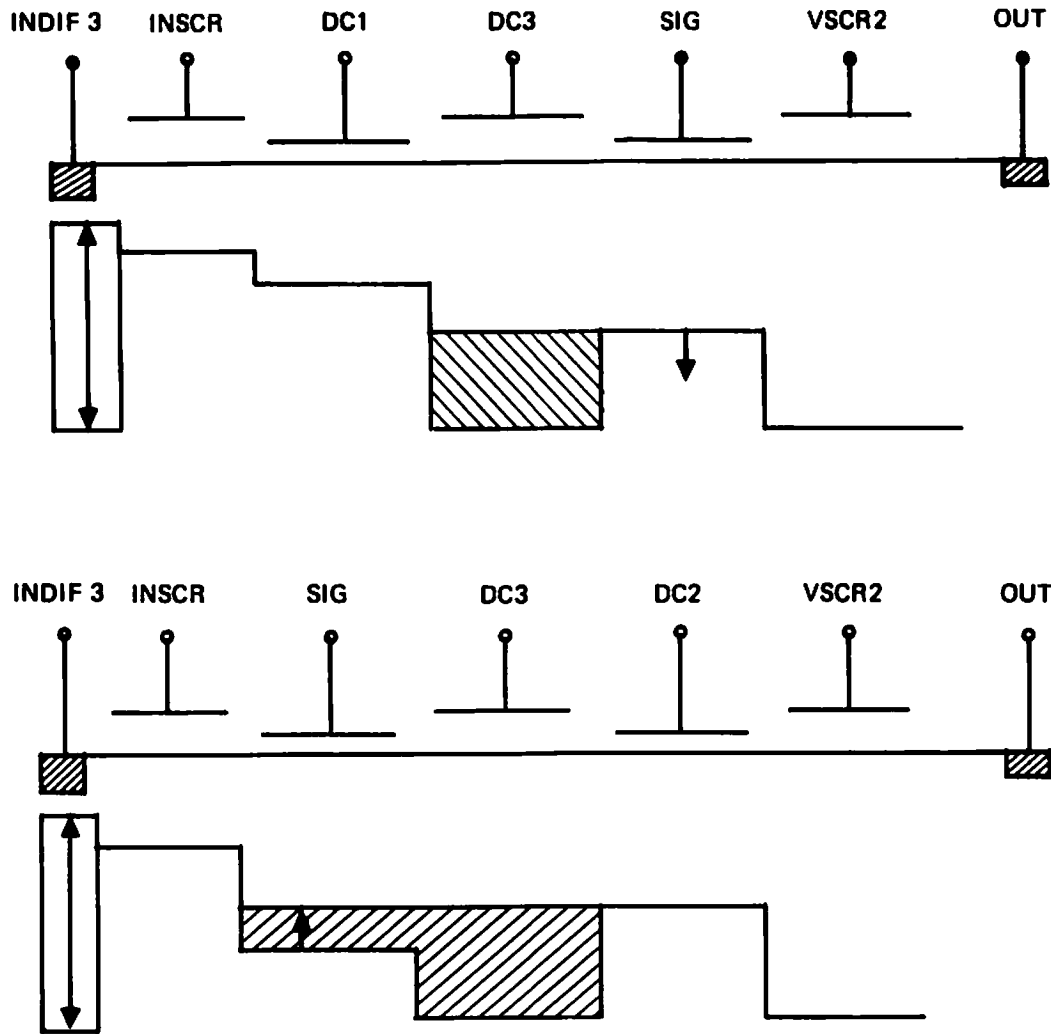 INDIF 3 INSCR DC1 DC3 SIG VSCR2 OUT
INDIF 3 INSCR SIG DC3 DC2 VSCR2 OUT